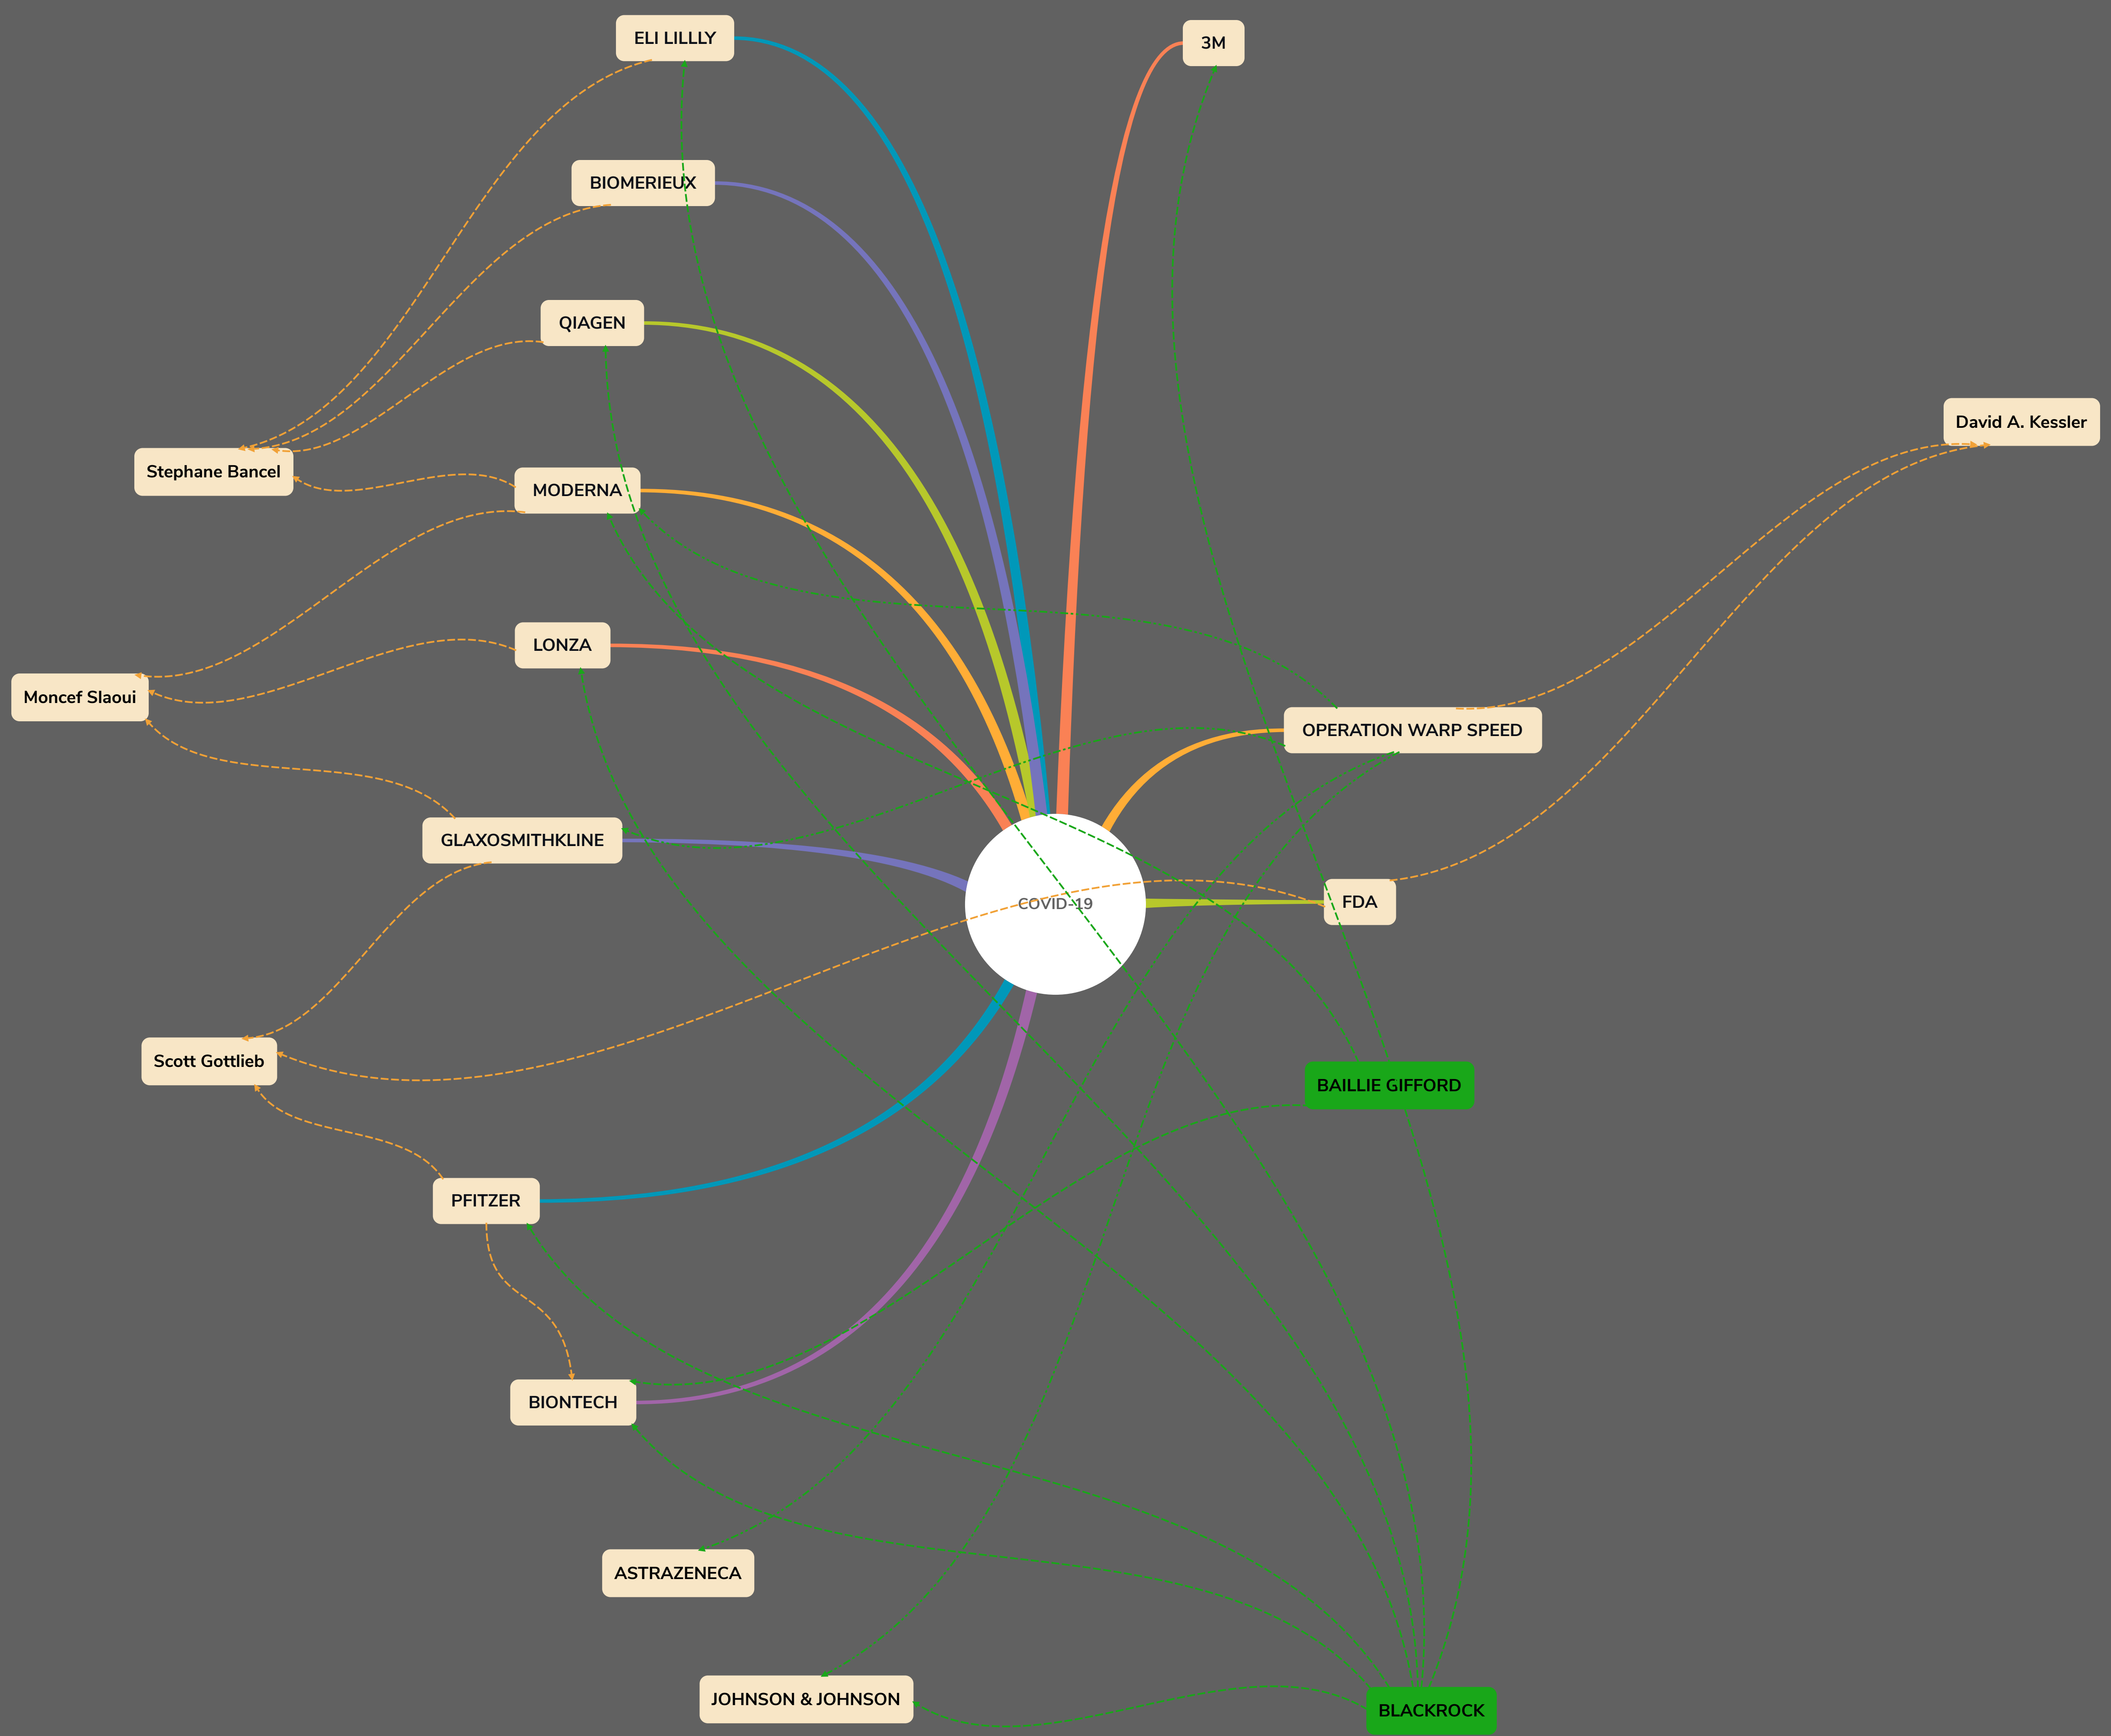 ELI LILLLY
3M
BIOMERIEUX
QIAGEN
David A. Kessler
Stephane Bancel
MODERNA
LONZA
Moncef Slaoui
OPERATION WARP SPEED
GLAXOSMITHKLINE
COVID-19
FDA
Scott Gottlieb
BAILLIE GIFFORD
PFITZER
BIONTECH
ASTRAZENECA
JOHNSON & JOHNSON
BLACKROCK